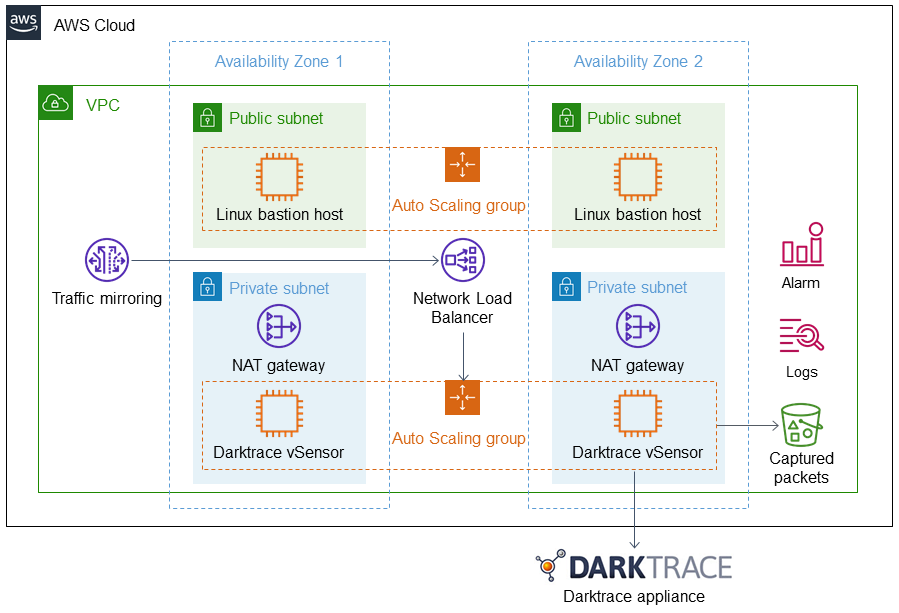 aws
AWS Cloud
Availability Zone 1
Availability Zone 2
VPC
Public subnet
Public subnet
Linux bastion host
Auto Scaling group
Linux bastion host
Traffic mirroring
Private subnet
Network Load
Balancer
Private subnet
Alarm
NAT gateway
NAT gateway
Logs
Darktrace vSensor
Auto Scaling group
Darktrace vSensor
Captured
packets
DARKTRACE
Darktrace appliance